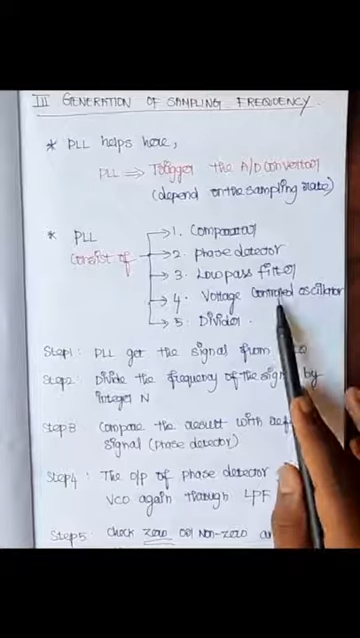 III GENERATION OF SAMPLING FREQUENCY.
* PLL helps here,
PLL ⇒ Trigger the A/D Convertor
(depend on the sampling rate)
* PLL consist of
1. Comparator
2. Phase detector
3. Low pass filter
4. Voltage Controlled oscillator
5. Divider.
Step1: PLL get the signal from
Step2: Divide the frequency of the by
integer N
Step3: Compare the result with
signal (phase detector)
Step4: The O/P of phase detector
VCO again through LPF
Step5: check zero or Non-zero